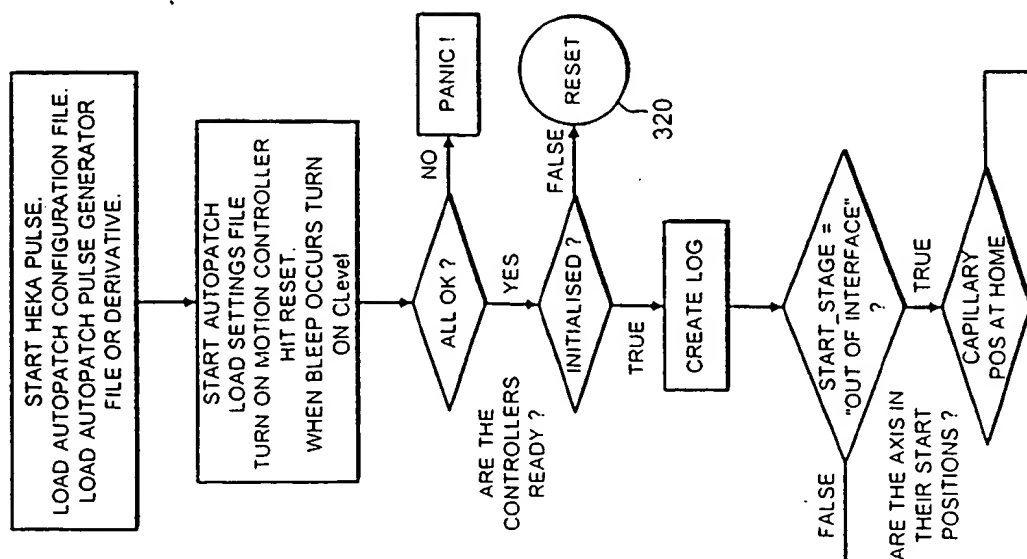 START HEKA PULSE.
LOAD AUTOPATCH CONFIGURATION FILE.
LOAD AUTOPATCH PULSE GENERATOR
FILE OR DERIVATIVE.
START AUTOPATCH
LOAD SETTINGS FILE
TURN ON MOTION CONTROLLER
HIT RESET.
WHEN BLEEP OCCURS TURN
ON CLevel
ALL OK ?
NO
PANIC !
YES
ARE THE
CONTROLLERS
READY ?
INITIALISED ?
FALSE
RESET
320
TRUE
CREATE LOG
START_STAGE =
"OUT OF INTERFACE"
?
FALSE
TRUE
ARE THE AXIS IN
THEIR START
POSITIONS ?
CAPILLARY
POS AT HOME